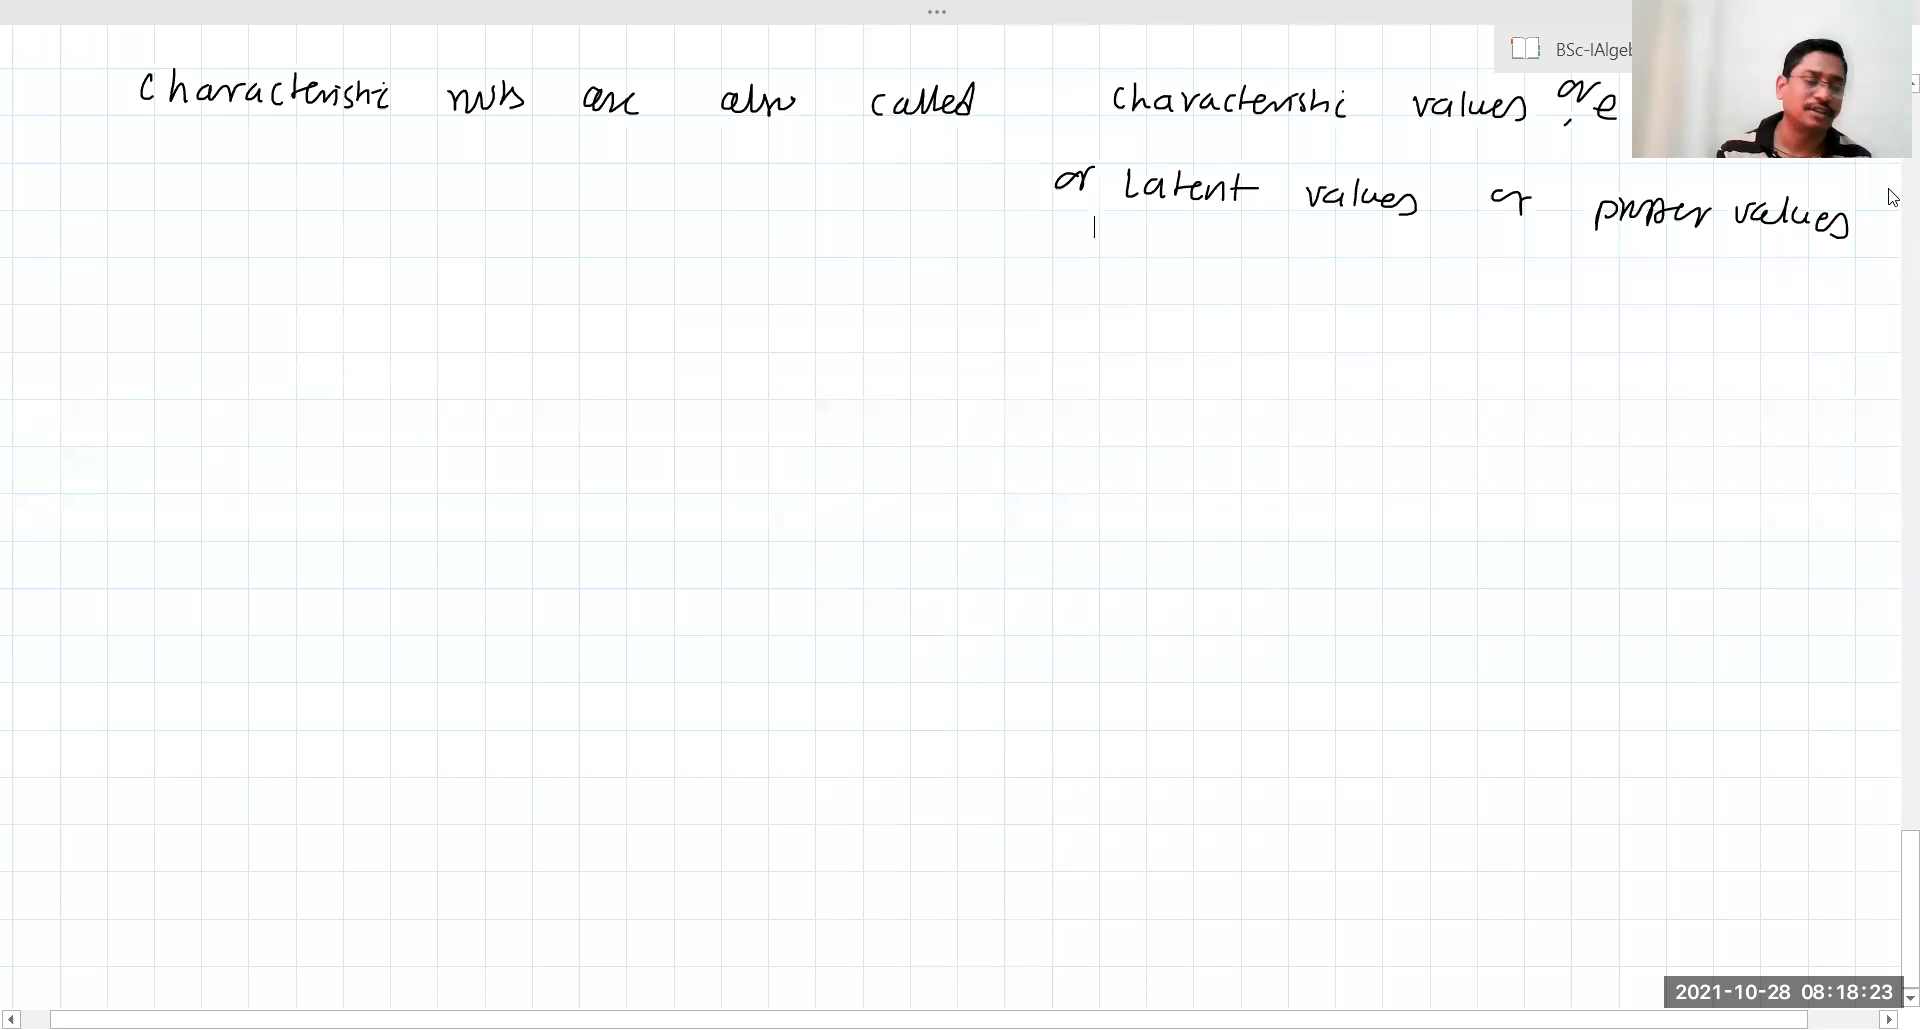 BSc-IAlgeb
characteristic roots are also called characteristic values or e
or Latent values or proper values
2021-10-28 08:18:23